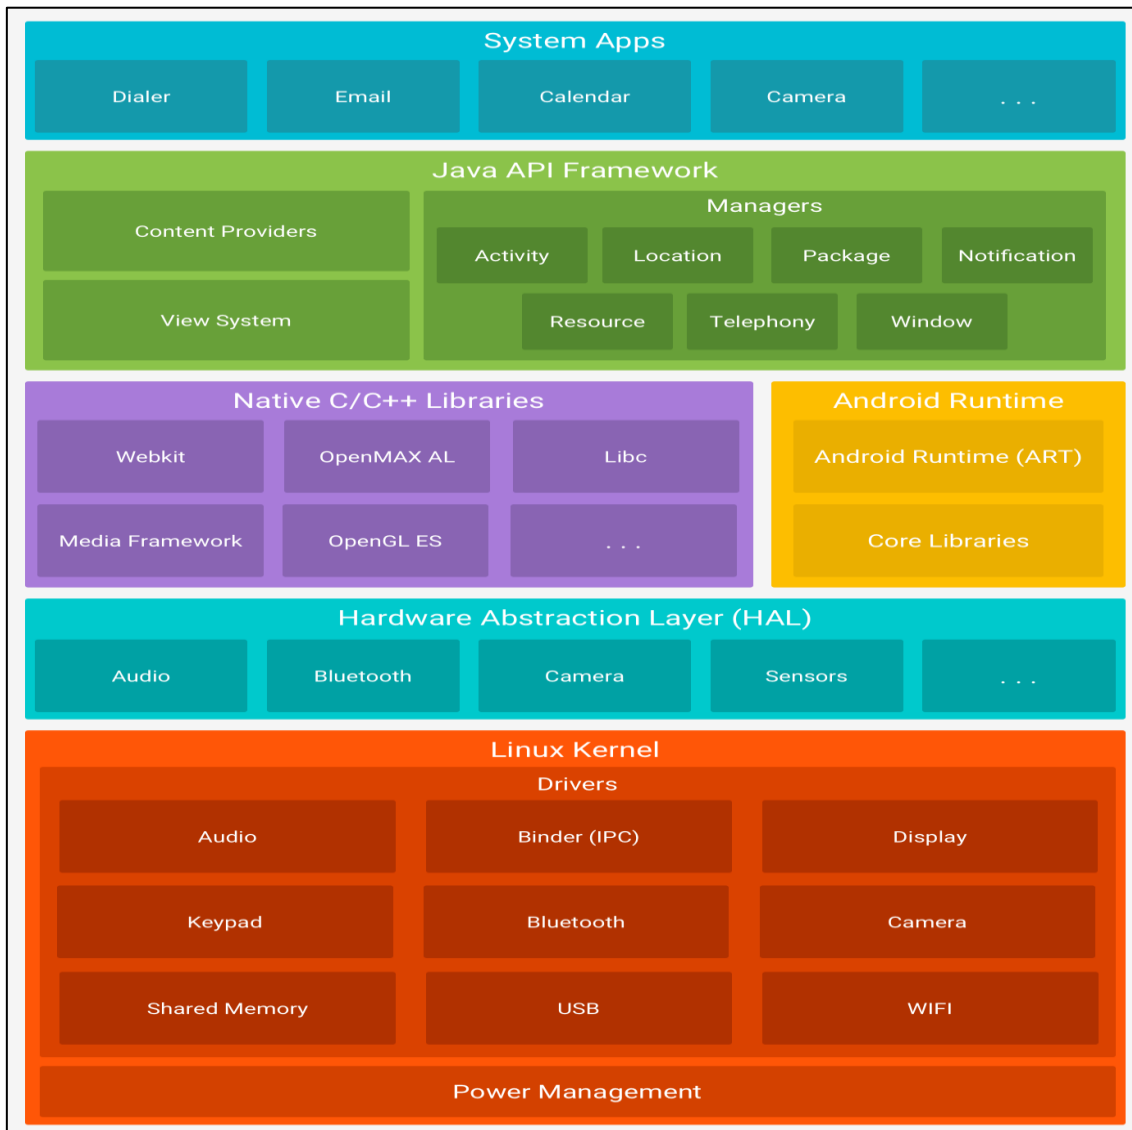 System Apps
Dialer
Email
Calendar
Camera
. . .
Java API Framework
Content Providers
View System
Managers
Activity
Location
Package
Notification
Resource
Telephony
Window
Native C/C++ Libraries
Webkit
OpenMAX AL
Libc
Media Framework
OpenGL ES
. . .
Android Runtime
Android Runtime (ART)
Core Libraries
Hardware Abstraction Layer (HAL)
Audio
Bluetooth
Camera
Sensors
. . .
Linux Kernel
Drivers
Audio
Binder (IPC)
Display
Keypad
Bluetooth
Camera
Shared Memory
USB
WIFI
Power Management